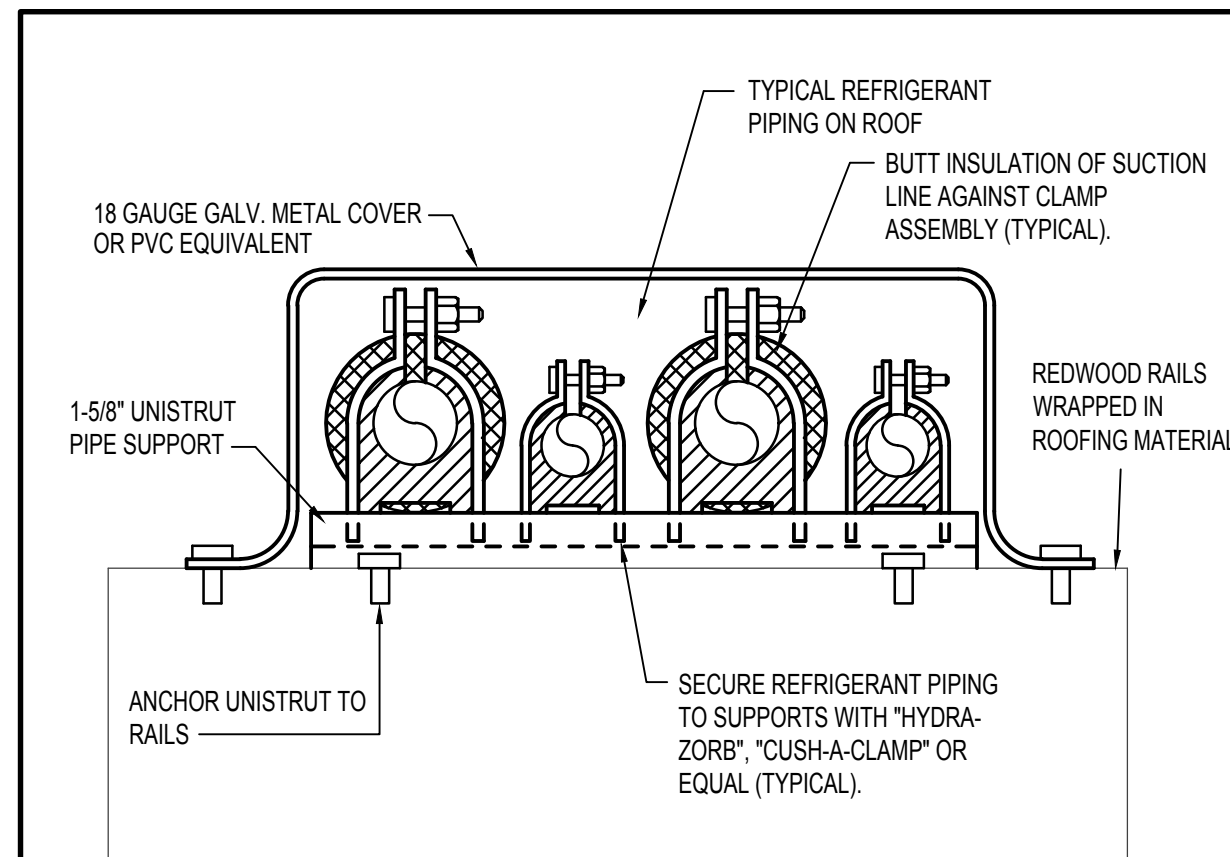 TYPICAL REFRIGERANT
PIPING ON ROOF
BUTT INSULATION OF SUCTION
LINE AGAINST CLAMP
ASSEMBLY (TYPICAL).
18 GAUGE GALV. METAL COVER
OR PVC EQUIVALENT
REDWOOD RAILS
WRAPPED IN
ROOFING MATERIAL
1-5/8" UNISTRUT
PIPE SUPPORT
ANCHOR UNISTRUT TO
RAILS
SECURE REFRIGERANT PIPING
TO SUPPORTS WITH "HYDRA-
ZORB", "CUSH-A-CLAMP" OR
EQUAL (TYPICAL).